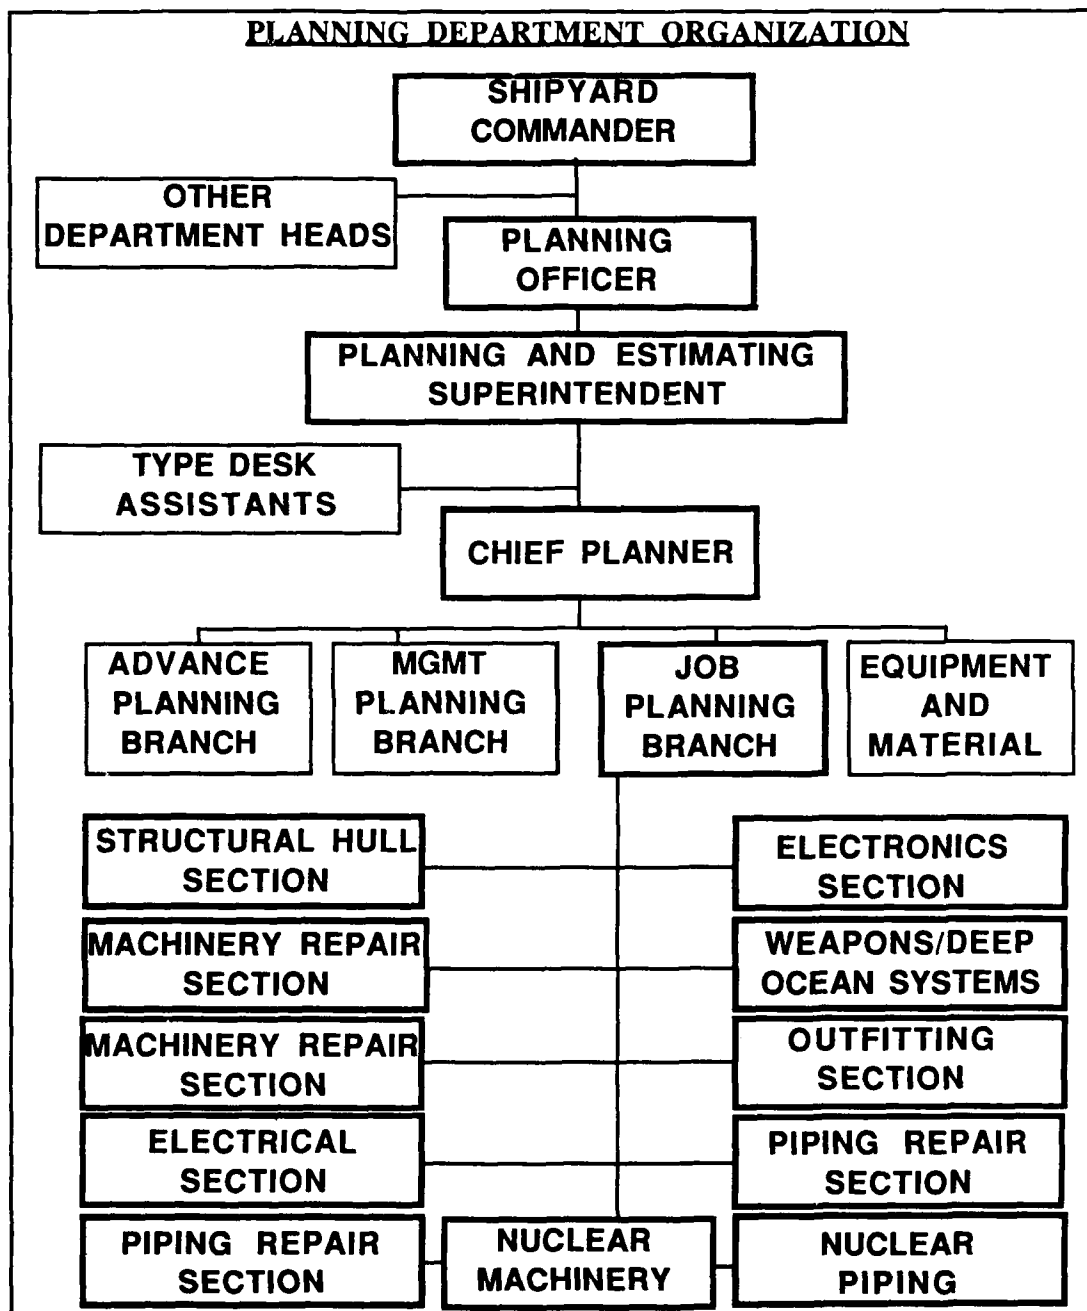 PLANNING DEPARTMENT ORGANIZATION
SHIPYARD
COMMANDER
OTHER
DEPARTMENT HEADS
PLANNING
OFFICER
PLANNING AND ESTIMATING
SUPERINTENDENT
TYPE DESK
ASSISTANTS
CHIEF PLANNER
ADVANCE
PLANNING
BRANCH
MGMT
PLANNING
BRANCH
JOB
PLANNING
BRANCH
EQUIPMENT
AND
MATERIAL
STRUCTURAL HULL
SECTION
ELECTRONICS
SECTION
MACHINERY REPAIR
SECTION
WEAPONS/DEEP
OCEAN SYSTEMS
MACHINERY REPAIR
SECTION
OUTFITTING
SECTION
ELECTRICAL
SECTION
PIPING REPAIR
SECTION
PIPING REPAIR
SECTION
NUCLEAR
MACHINERY
NUCLEAR
PIPING